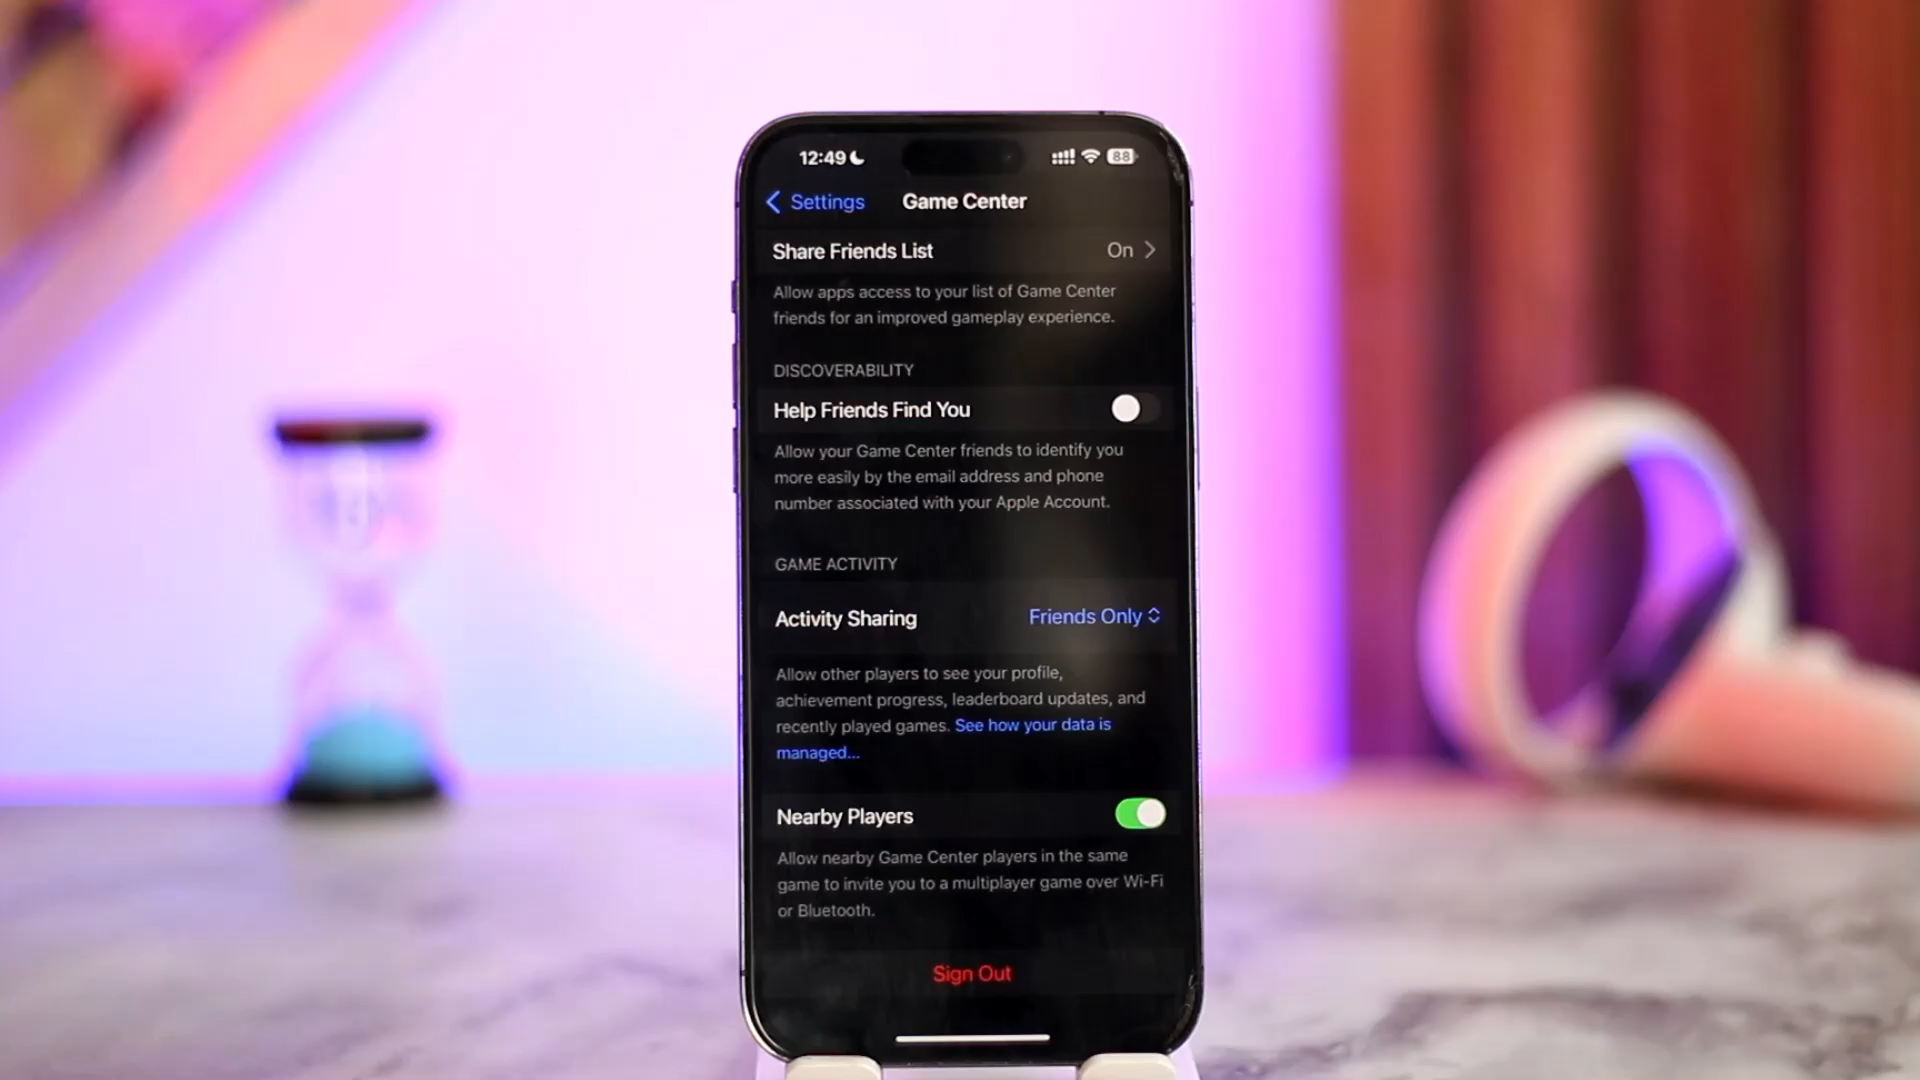 12:49
88
Settings
Game Center
Share Friends List
On
Allow apps access to your list of Game Center
friends for an improved gameplay experience.
DISCOVERABILITY
Help Friends Find You
Allow your Game Center friends to identify you
more easily by the email address and phone
number associated with your Apple Account.
GAME ACTIVITY
Activity Sharing
Friends Only
Allow other players to see your profile,
achievement progress, leaderboard updates, and
recently played games. See how your data is
managed...
Nearby Players
Allow nearby Game Center players in the same
game to invite you to a multiplayer game over Wi-Fi
or Bluetooth.
Sign Out